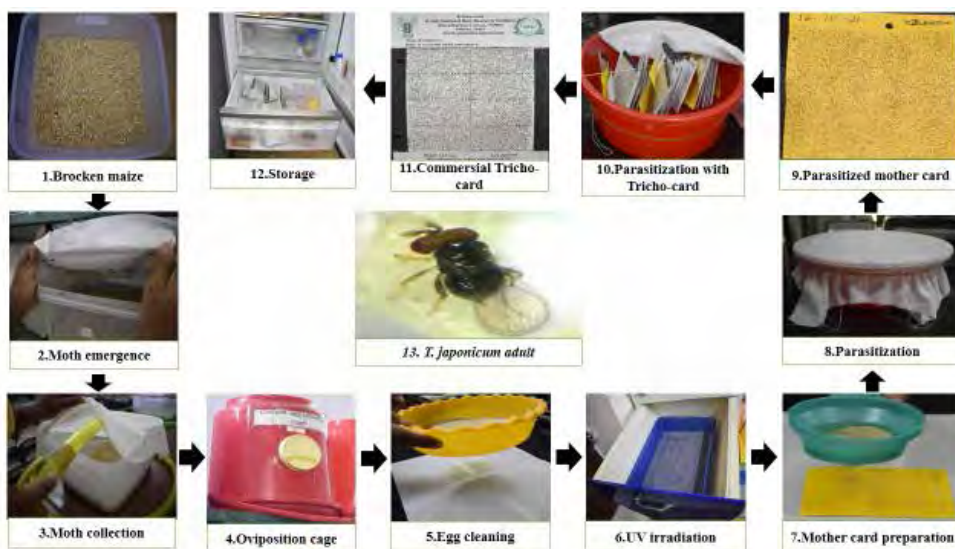 1.Brocken maize
12.Storage
11.Commersial Tricho-
card
10.Parasitization with
Tricho-card
9.Parasitized mother card
2.Moth emergence
13. T. japonicum adult
8.Parasitization
3.Moth collection
4.Oviposition cage
5.Egg cleaning
6.UV irradiation
7.Mother card preparation